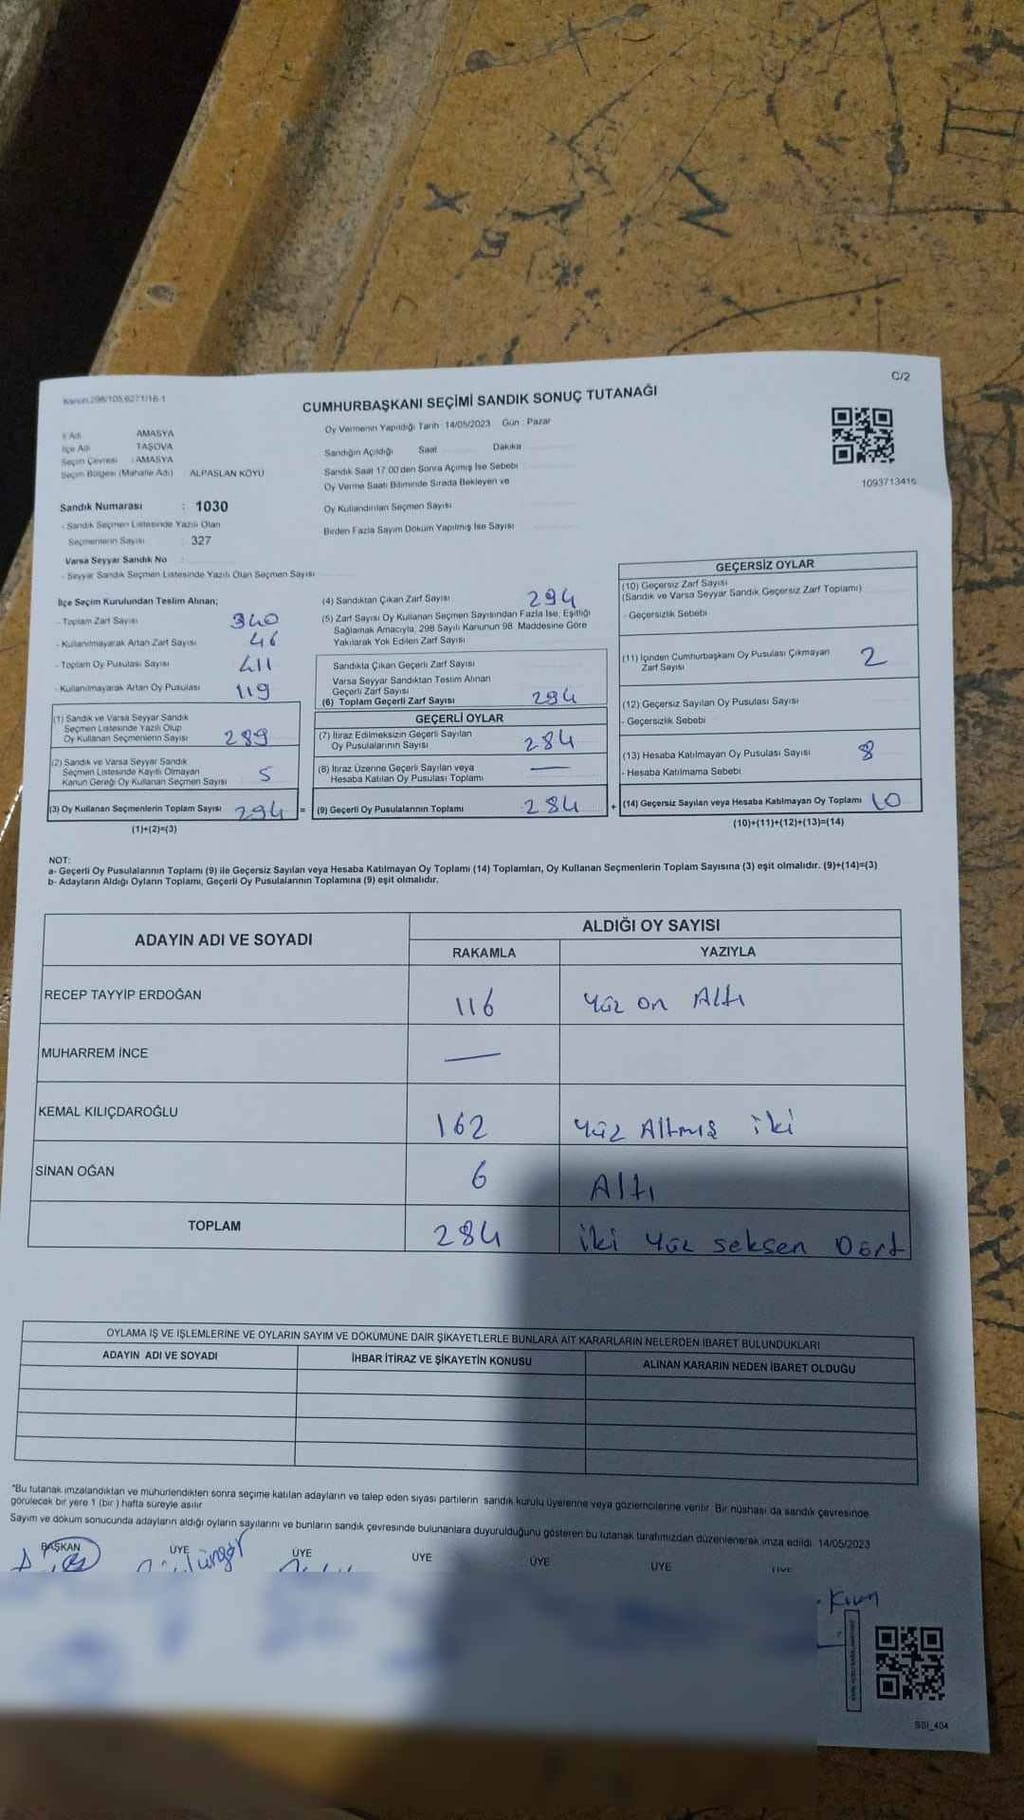 C/2
Kanun 298/105,6271/16-1
CUMHURBAŞKANI SEÇİMİ SANDIK SONUÇ TUTANAĞI
Oy Vermenin Yapıldığı Tarih 14/05/2023 Gün : Pazar
İl Adı AMASYA
İlçe Adı TAŞOVA
Seçim Çevresi : AMASYA
Seçim Bölgesi (Mahalle Adı) ALPASLAN KÖYÜ
Sandığın Açıldığı Saat Dakika
Sandık Saat 17.00'den Sonra Açılmış İse Sebebi
Oy Verme Saati Bitiminde Sırada Bekleyen ve
Oy Kullandırılan Seçmen Sayısı
Birden Fazla Sayım Döküm Yapılmış İse Sayısı
1093713415
Sandık Numarası : 1030
- Sandık Seçmen Listesinde Yazılı Olan
Seçmenlerin Sayısı : 327
Varsa Seyyar Sandık No
- Seyyar Sandık Seçmen Listesinde Yazılı Olan Seçmen Sayısı
İlçe Seçim Kurulundan Teslim Alınan;
- Toplam Zarf Sayısı 340
- Kullanılmayarak Artan Zarf Sayısı 46
- Toplam Oy Pusulası Sayısı 411
- Kullanılmayarak Artan Oy Pusulası 119
(1) Sandık ve Varsa Seyyar Sandık
Seçmen Listesinde Yazılı Olup
Oy Kullanan Seçmenlerin Sayısı 289
(2) Sandık ve Varsa Seyyar Sandık
Seçmen Listesinde Kayıtlı Olmayan
Kanun Gereği Oy Kullanan Seçmen Sayısı 5
(3) Oy Kullanan Seçmenlerin Toplam Sayısı 294 =
(1)+(2)=(3)
(4) Sandıktan Çıkan Zarf Sayısı 294
(5) Zarf Sayısı Oy Kullanan Seçmen Sayısından Fazla İse, Eşitliği
Sağlamak Amacıyla, 298 Sayılı Kanunun 98. Maddesine Göre
Yakılarak Yok Edilen Zarf Sayısı
Sandıkta Çıkan Geçerli Zarf Sayısı
Varsa Seyyar Sandıktan Teslim Alınan
Geçerli Zarf Sayısı
(6) Toplam Geçerli Zarf Sayısı 294
GEÇERLİ OYLAR
(7) İtiraz Edilmeksizin Geçerli Sayılan
Oy Pusulalarının Sayısı 284
(8) İtiraz Üzerine Geçerli Sayılan veya
Hesaba Katılan Oy Pusulası Toplamı —
(9) Geçerli Oy Pusulalarının Toplamı 284 +
GEÇERSİZ OYLAR
(10) Geçersiz Zarf Sayısı
(Sandık ve Varsa Seyyar Sandık Geçersiz Zarf Toplamı)
- Geçersizlik Sebebi
(11) İçinden Cumhurbaşkanı Oy Pusulası Çıkmayan
Zarf Sayısı 2
(12) Geçersiz Sayılan Oy Pusulası Sayısı
- Geçersizlik Sebebi
(13) Hesaba Katılmayan Oy Pusulası Sayısı 8
- Hesaba Katılmama Sebebi
(14) Geçersiz Sayılan veya Hesaba Katılmayan Oy Toplamı 10
(10)+(11)+(12)+(13)=(14)
NOT:
a- Geçerli Oy Pusulalarının Toplamı (9) ile Geçersiz Sayılan veya Hesaba Katılmayan Oy Toplamı (14) Toplamları, Oy Kullanan Seçmenlerin Toplam Sayısına (3) eşit olmalıdır. (9)+(14)=(3)
b- Adayların Aldığı Oyların Toplamı, Geçerli Oy Pusulalarının Toplamına (9) eşit olmalıdır.
ADAYIN ADI VE SOYADI ALDIĞI OY SAYISI
RAKAMLA YAZIYLA
RECEP TAYYİP ERDOĞAN 116 Yüz on Altı
MUHARREM İNCE —
KEMAL KILIÇDAROĞLU 162 Yüz Altmış iki
SİNAN OĞAN 6 Altı
TOPLAM 284 iki Yüz seksen Dört
OYLAMA İŞ VE İŞLEMLERİNE VE OYLARIN SAYIM VE DÖKÜMÜNE DAİR ŞİKAYETLERLE BUNLARA AİT KARARLARIN NELERDEN İBARET BULUNDUKLARI
ADAYIN ADI VE SOYADI İHBAR İTİRAZ VE ŞİKAYETİN KONUSU ALINAN KARARIN NEDEN İBARET OLDUĞU
"Bu tutanak imzalandıktan ve mühürlendikten sonra seçime katılan adayların ve talep eden siyasi partilerin sandık kurulu üyelerine veya gözlemcilerine verilir. Bir nüshası da sandık çevresinde
görülecek bir yere 1 (bir) hafta süreyle asılır
Sayım ve döküm sonucunda adayların aldığı oyların sayılarını ve bunların sandık çevresinde bulunanlara duyurulduğunu gösteren bu tutanak tarafımızdan düzenlenerek imza edildi 14/05/2023
BAŞKAN ÜYE ÜYE ÜYE ÜYE ÜYE ÜYE
SDI_404